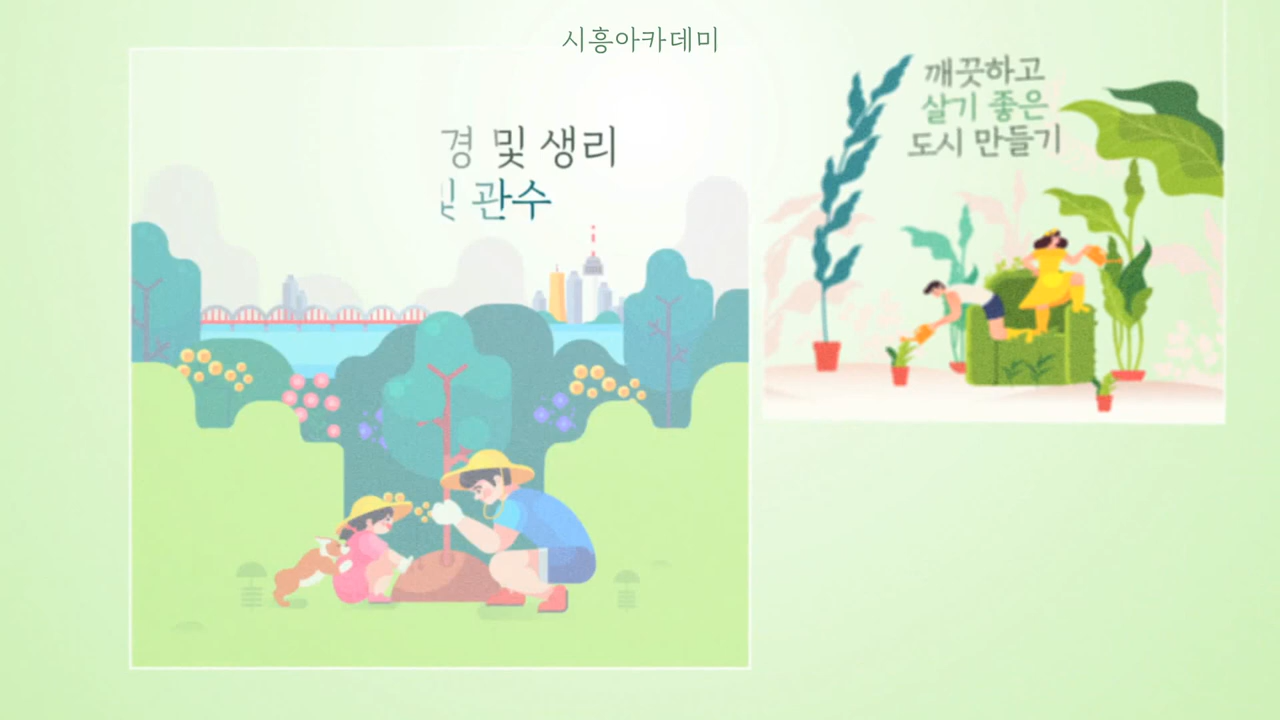 시흥아카데미
경 및 생리
및 관수
깨끗하고
살기 좋은
도시 만들기